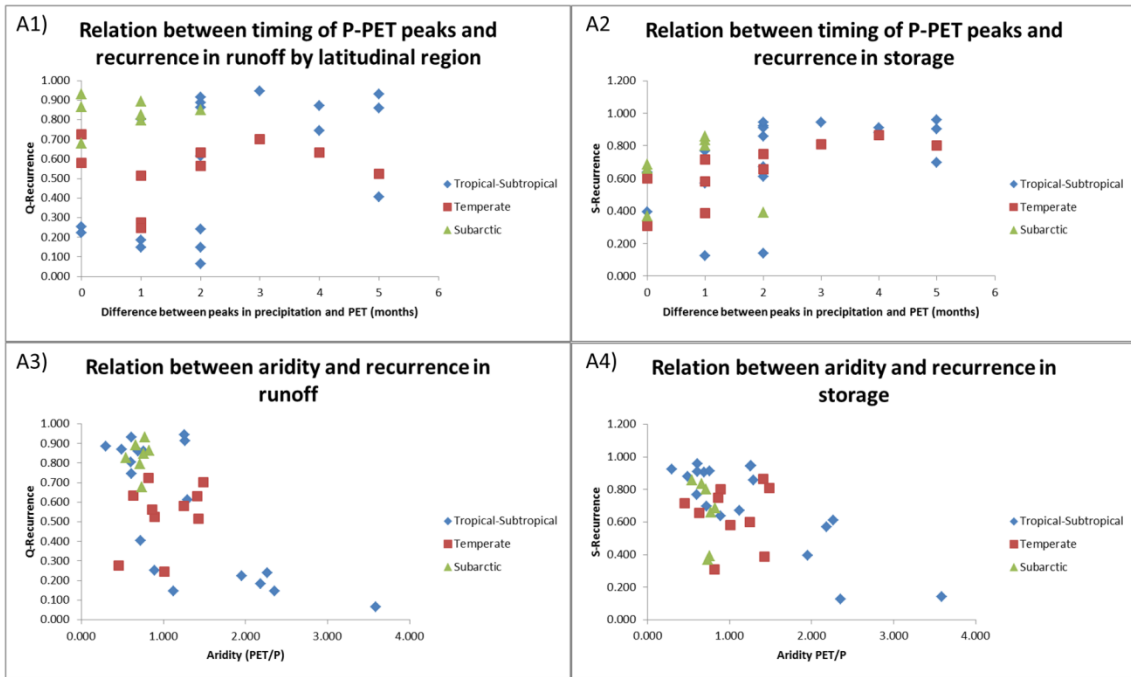 A1)
Relation between timing of P-PET peaks and
recurrence in runoff by latitudinal region
1.000
0.900
0.800
0.700
0.600
0.500
0.400
0.300
0.200
0.100
0.000
Q-Recurrence
0 1 2 3 4 5 6
Difference between peaks in precipitation and PET (months)
Tropical-Subtropical
Temperate
Subarctic
A2
Relation between timing of P-PET peaks and
recurrence in storage
1.200
1.000
0.800
0.600
0.400
0.200
0.000
S-Recurrence
0 1 2 3 4 5 6
Difference between peaks in precipitation and PET (months)
Tropical-Subtropical
Temperate
Subarctic
A3)
Relation between aridity and recurrence in
runoff
1.000
0.900
0.800
0.700
0.600
0.500
0.400
0.300
0.200
0.100
0.000
Q-Recurrence
0.000 1.000 2.000 3.000 4.000
Aridity (PET/P)
Tropical-Subtropical
Temperate
Subarctic
A4)
Relation between aridity and recurrence in
storage
1.200
1.000
0.800
0.600
0.400
0.200
0.000
S-Recurrence
0.000 1.000 2.000 3.000 4.000
Aridity PET/P
Tropical-Subtropical
Temperate
Subarctic